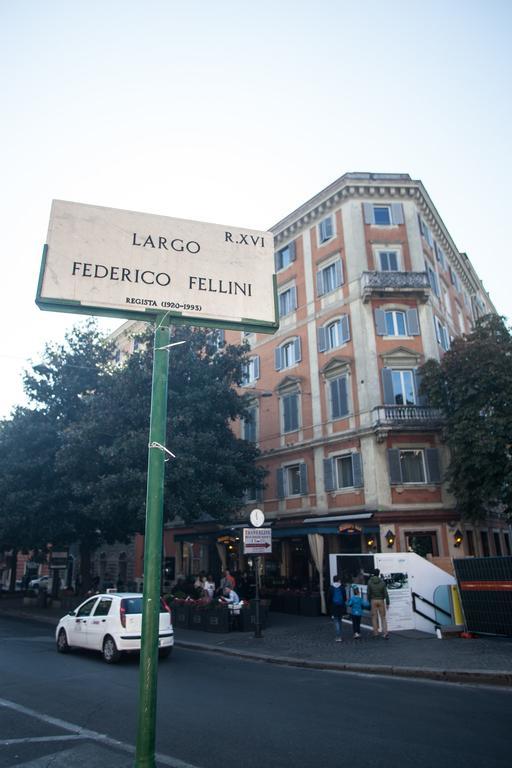 R.XVI
LARGO
FEDERICO FELLINI
REGISTA (1920-1993)